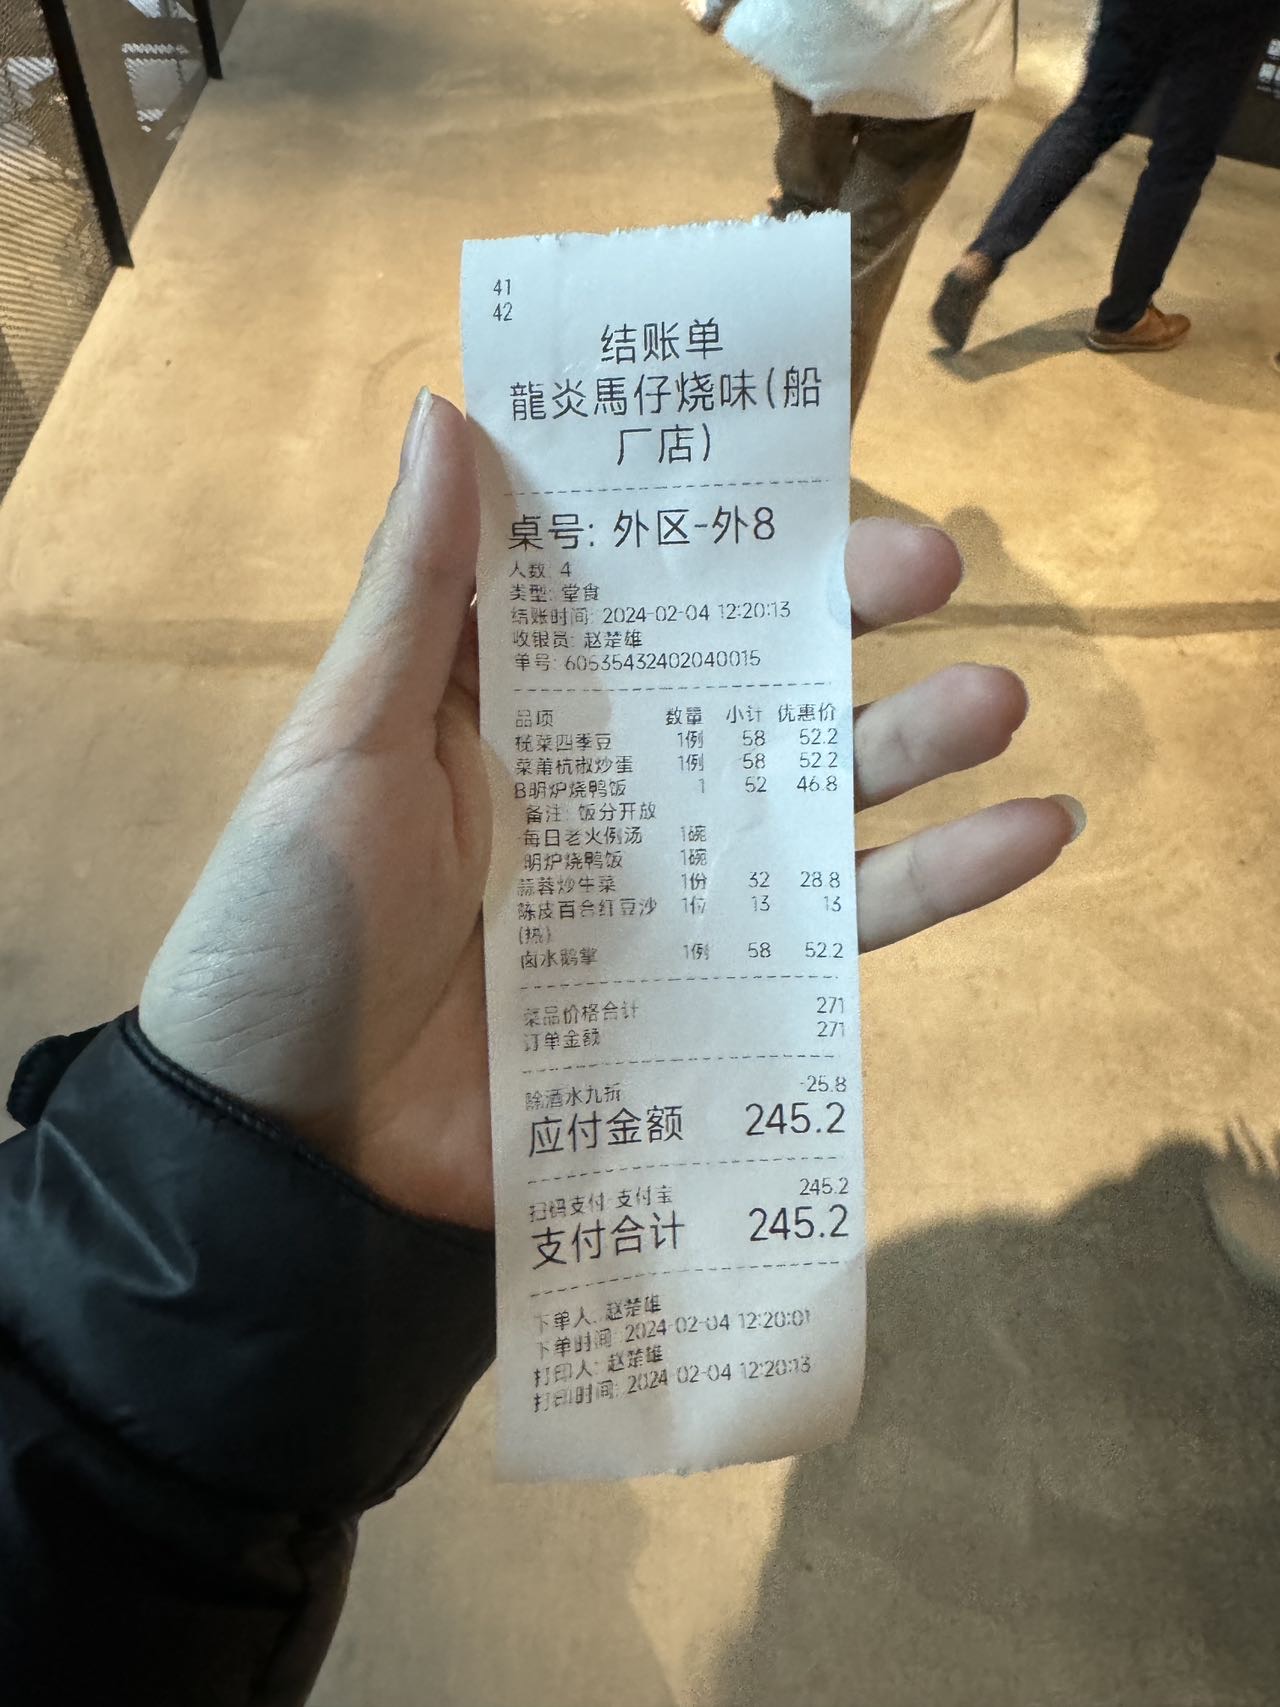 41
42
结账单
龍炎馬仔烧味(船
厂店)
桌号: 外区-外8
人数: 4
类型: 堂食
结账时间: 2024-02-04 12:20:13
收银员: 赵楚雄
单号: 605354432402040015
品项 数量 小计 优惠价
榄菜四季豆 1例 58 52.2
菜莆杭椒炒蛋 1例 58 52.2
B明炉烧鸭饭 1 52 46.8
备注: 饭分开放
每日老火例汤 1碗
明炉烧鸭饭 1碗
蒜蓉炒生菜 1份 32 28.8
陈皮百合红豆沙 1位 13 13
(热)
卤水鹅掌 1例 58 52.2
菜品价格合计 271
订单金额 271
除酒水九折 -25.8
应付金额 245.2
扫码支付-支付宝 245.2
支付合计 245.2
下单人: 赵楚雄
下单时间: 2024-02-04 12:20:01
打印人: 赵楚雄
打印时间: 2024-02-04 12:20:13